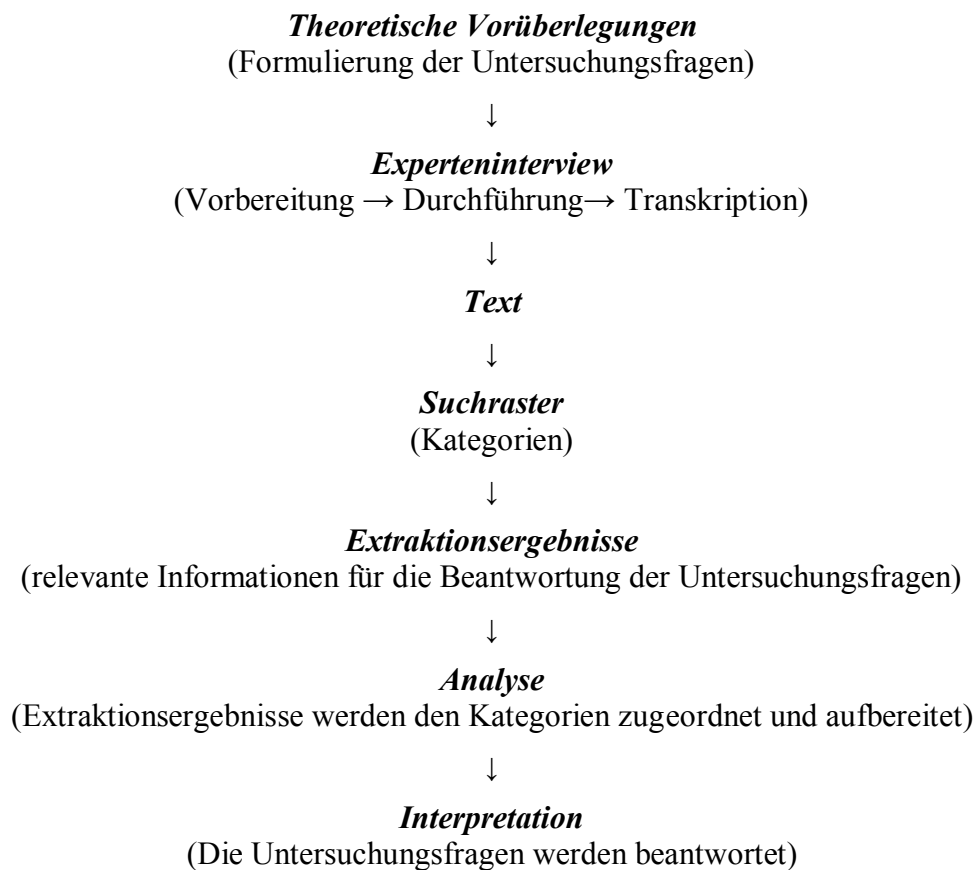 Theoretische Vorüberlegungen
(Formulierung der Untersuchungsfragen)
↓
Experteninterview
(Vorbereitung → Durchführung→ Transkription)
↓
Text
↓
Suchraster
(Kategorien)
↓
Extraktionsergebnisse
(relevante Informationen für die Beantwortung der Untersuchungsfragen)
↓
Analyse
(Extraktionsergebnisse werden den Kategorien zugeordnet und aufbereitet)
↓
Interpretation
(Die Untersuchungsfragen werden beantwortet)